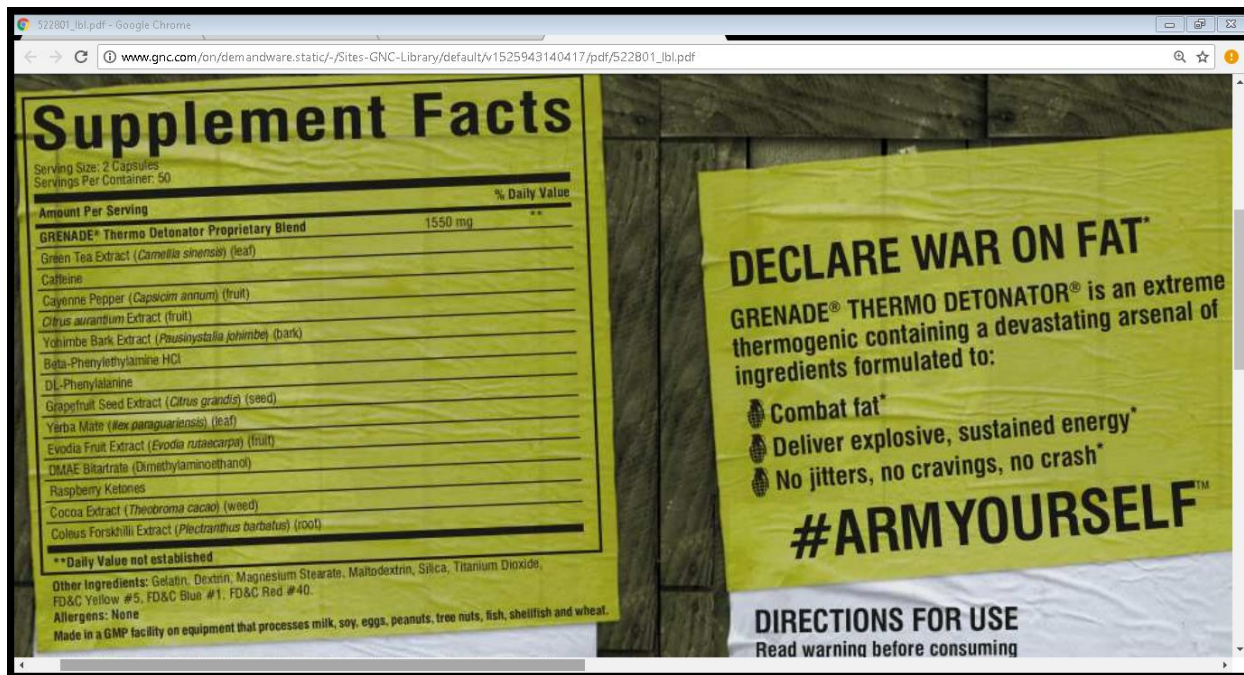 522801_lbl.pdf - Google Chrome
www.gnc.com/on/demandware.static/-/Sites-GNC-Library/default/v1525943140417/pdf/522801_lbl.pdf
Supplement Facts
Serving Size: 2 Capsules
Servings Per Container: 50
% Daily Value
Amount Per Serving
GRENADE® Thermo Detonator Proprietary Blend 1550 mg **
Green Tea Extract (Camellia sinensis) (leaf)
Caffeine
Cayenne Pepper (Capsicim annum) (fruit)
Citrus aurantium Extract (fruit)
Yohimbe Bark Extract (Pausinystalia johimbe) (bark)
Beta-Phenylethylamine HCl
DL-Phenylalanine
Grapefruit Seed Extract (Citrus grandis) (seed)
Yerba Mate (Ilex paraguariensis) (leaf)
Evodia Fruit Extract (Evodia rutaecarpa) (fruit)
DMAE Bitartrate (Dimethylaminoethanol)
Raspberry Ketones
Cocoa Extract (Theobroma cacao) (weed)
Coleus Forskhilii Extract (Plectranthus barbatus) (root)
**Daily Value not established
Other Ingredients: Gelatin, Dextrin, Magnesium Stearate, Maltodextrin, Silica, Titanium Dioxide,
FD&C Yellow #5, FD&C Blue #1, FD&C Red #40.
Allergens: None
Made in a GMP facility on equipment that processes milk, soy, eggs, peanuts, tree nuts, fish, shellfish and wheat.
DECLARE WAR ON FAT*
GRENADE® THERMO DETONATOR® is an extreme
thermogenic containing a devastating arsenal of
ingredients formulated to:
Combat fat*
Deliver explosive, sustained energy*
No jitters, no cravings, no crash*
#ARMYOURSELF™
DIRECTIONS FOR USE
Read warning before consuming